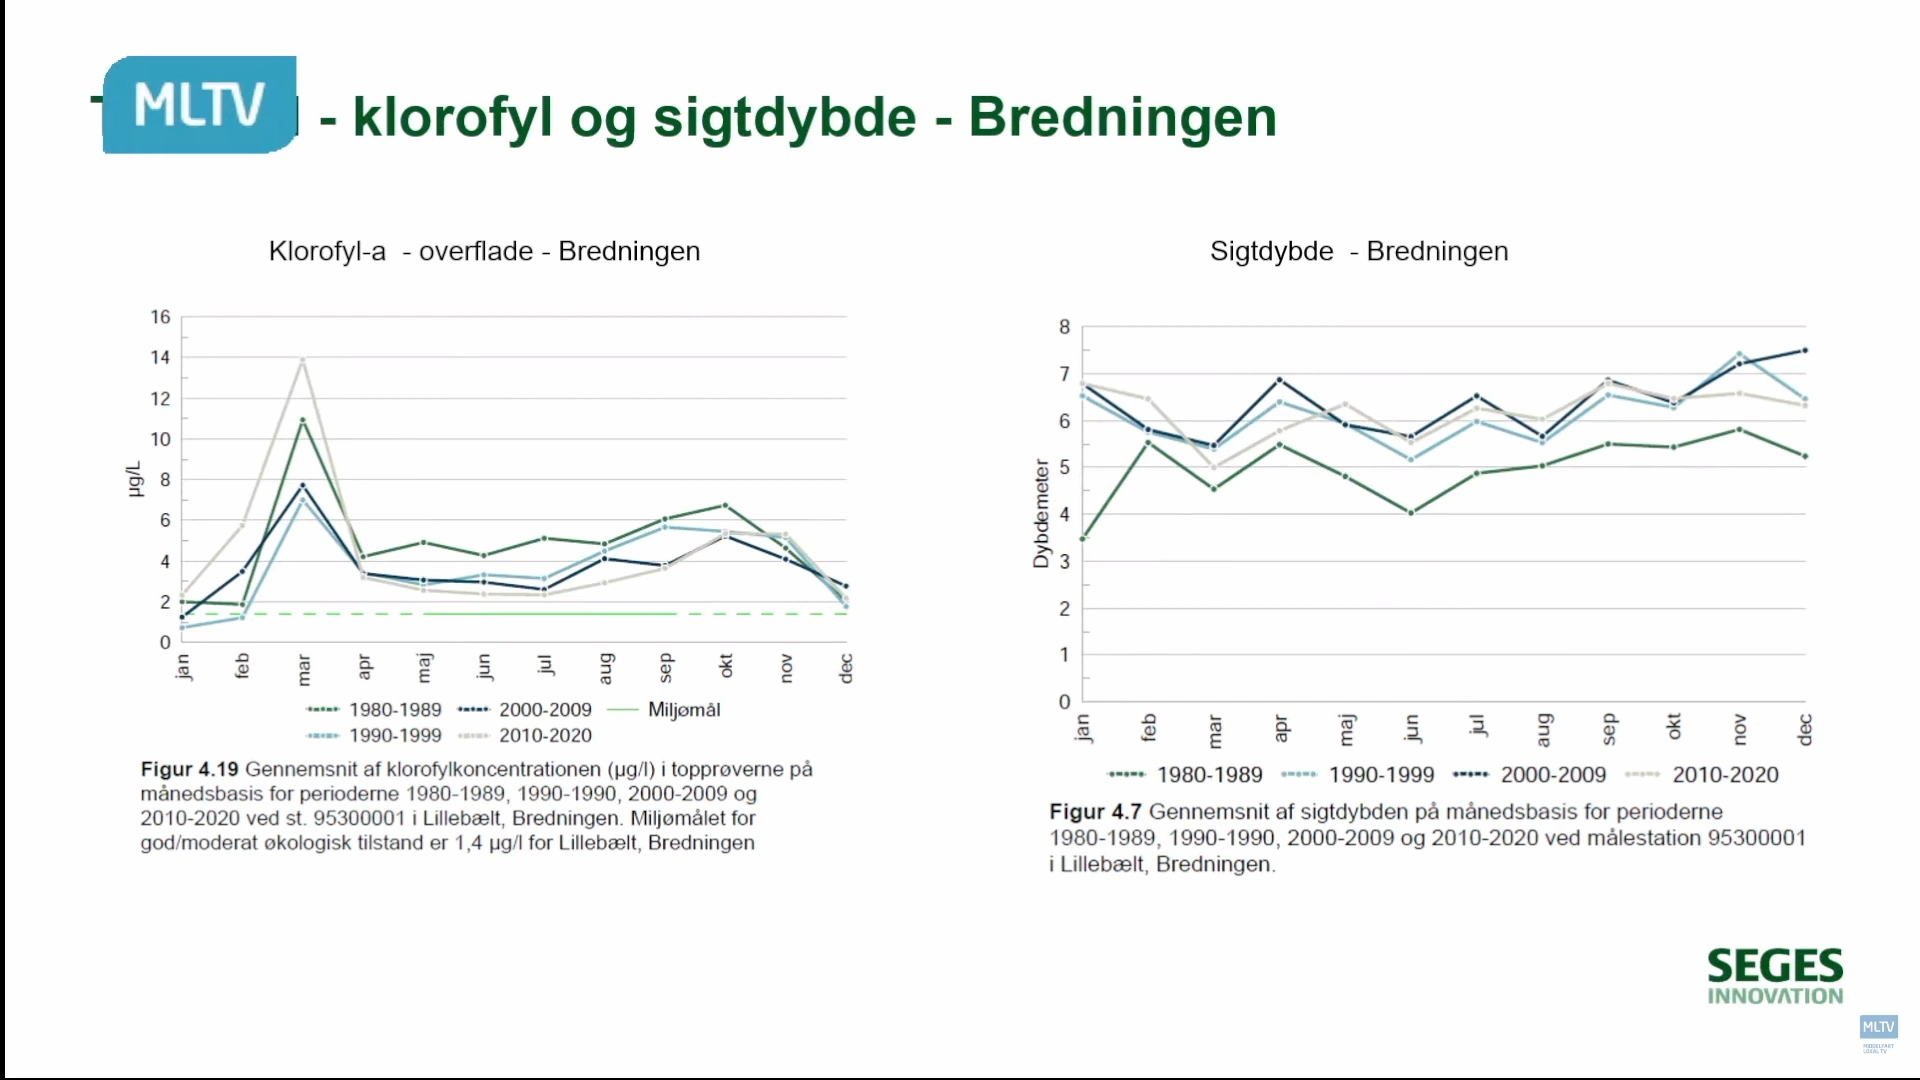 MLTV
- klorofyl og sigtdybde - Bredningen
Klorofyl-a - overflade - Bredningen
16
14
12
10
8
6
4
2
0
µg/L
jan
feb
mar
apr
maj
jun
jul
aug
sep
okt
nov
dec
1980-1989
2000-2009
Miljømål
1990-1999
2010-2020
Figur 4.19 Gennemsnit af klorofylkoncentrationen (µg/l) i topprøverne på
månedsbasis for perioderne 1980-1989, 1990-1990, 2000-2009 og
2010-2020 ved st. 95300001 i Lillebælt, Bredningen. Miljømålet for
god/moderat økologisk tilstand er 1,4 µg/l for Lillebælt, Bredningen
Sigtdybde - Bredningen
8
7
6
5
4
3
2
1
0
Dybdemeter
jan
feb
mar
apr
maj
jun
jul
aug
sep
okt
nov
dec
1980-1989
1990-1999
2000-2009
2010-2020
Figur 4.7 Gennemsnit af sigtdybden på månedsbasis for perioderne
1980-1989, 1990-1990, 2000-2009 og 2010-2020 ved målestation 95300001
i Lillebælt, Bredningen.
SEGES
INNOVATION
MLTV
MIDDELFART
LOKAL TV